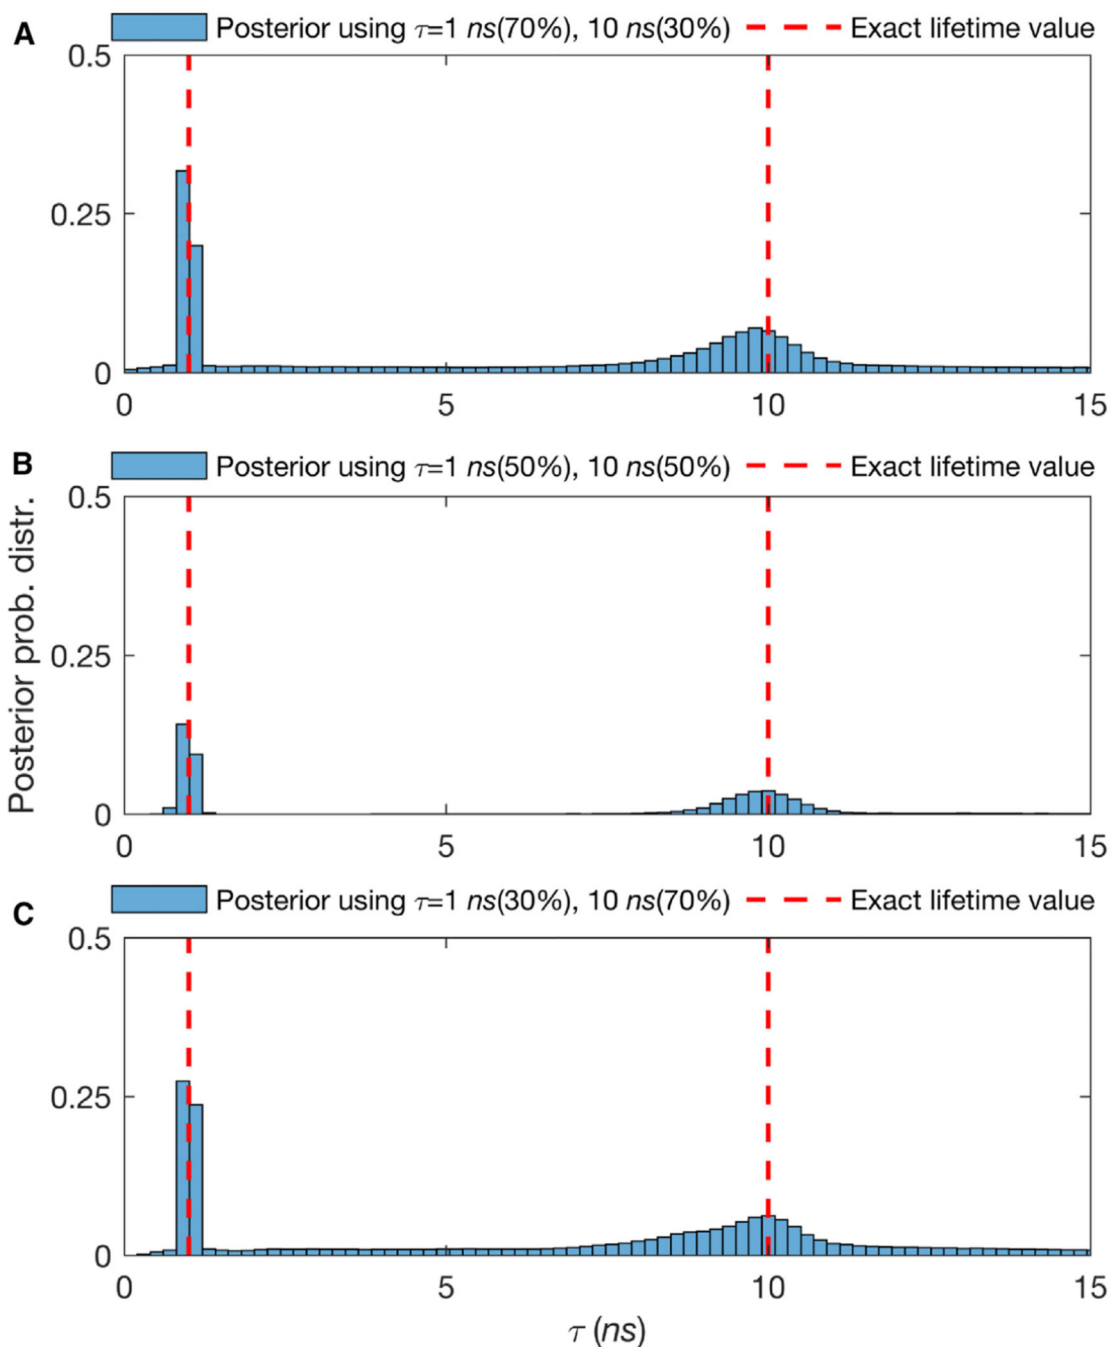 A
Posterior using τ=1 ns(70%), 10 ns(30%) Exact lifetime value
0.5
0.25
0
0 5 10 15
B
Posterior using τ=1 ns(50%), 10 ns(50%) Exact lifetime value
0.5
0.25
0
0 5 10 15
Posterior prob. distr.
C
Posterior using τ=1 ns(30%), 10 ns(70%) Exact lifetime value
0.5
0.25
0
0 5 10 15
τ (ns)